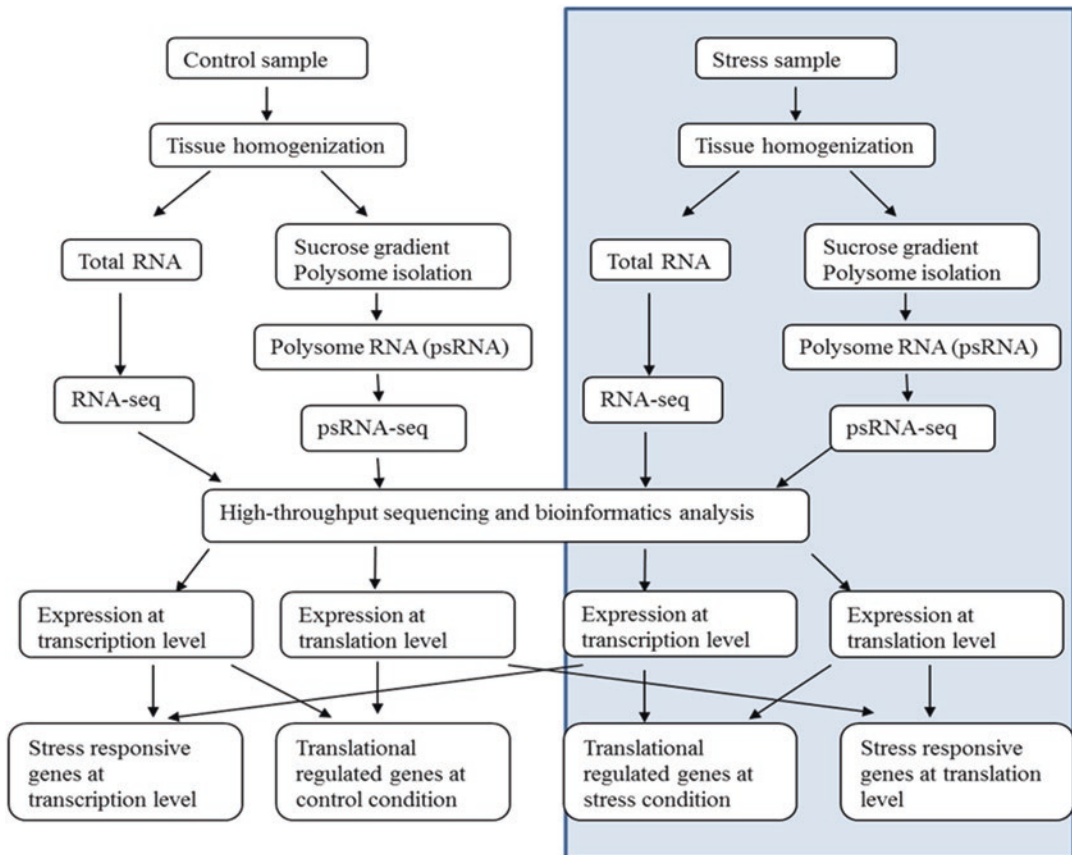 Control sample
Stress sample
Tissue homogenization
Tissue homogenization
Total RNA
Sucrose gradient
Polysome isolation
Total RNA
Sucrose gradient
Polysome isolation
Polysome RNA (psRNA)
Polysome RNA (psRNA)
RNA-seq
psRNA-seq
RNA-seq
psRNA-seq
High-throughput sequencing and bioinformatics analysis
Expression at
transcription level
Expression at
translation level
Expression at
transcription level
Expression at
translation level
Stress responsive
genes at
transcription level
Translational
regulated genes at
control condition
Translational
regulated genes at
stress condition
Stress responsive
genes at translation
level